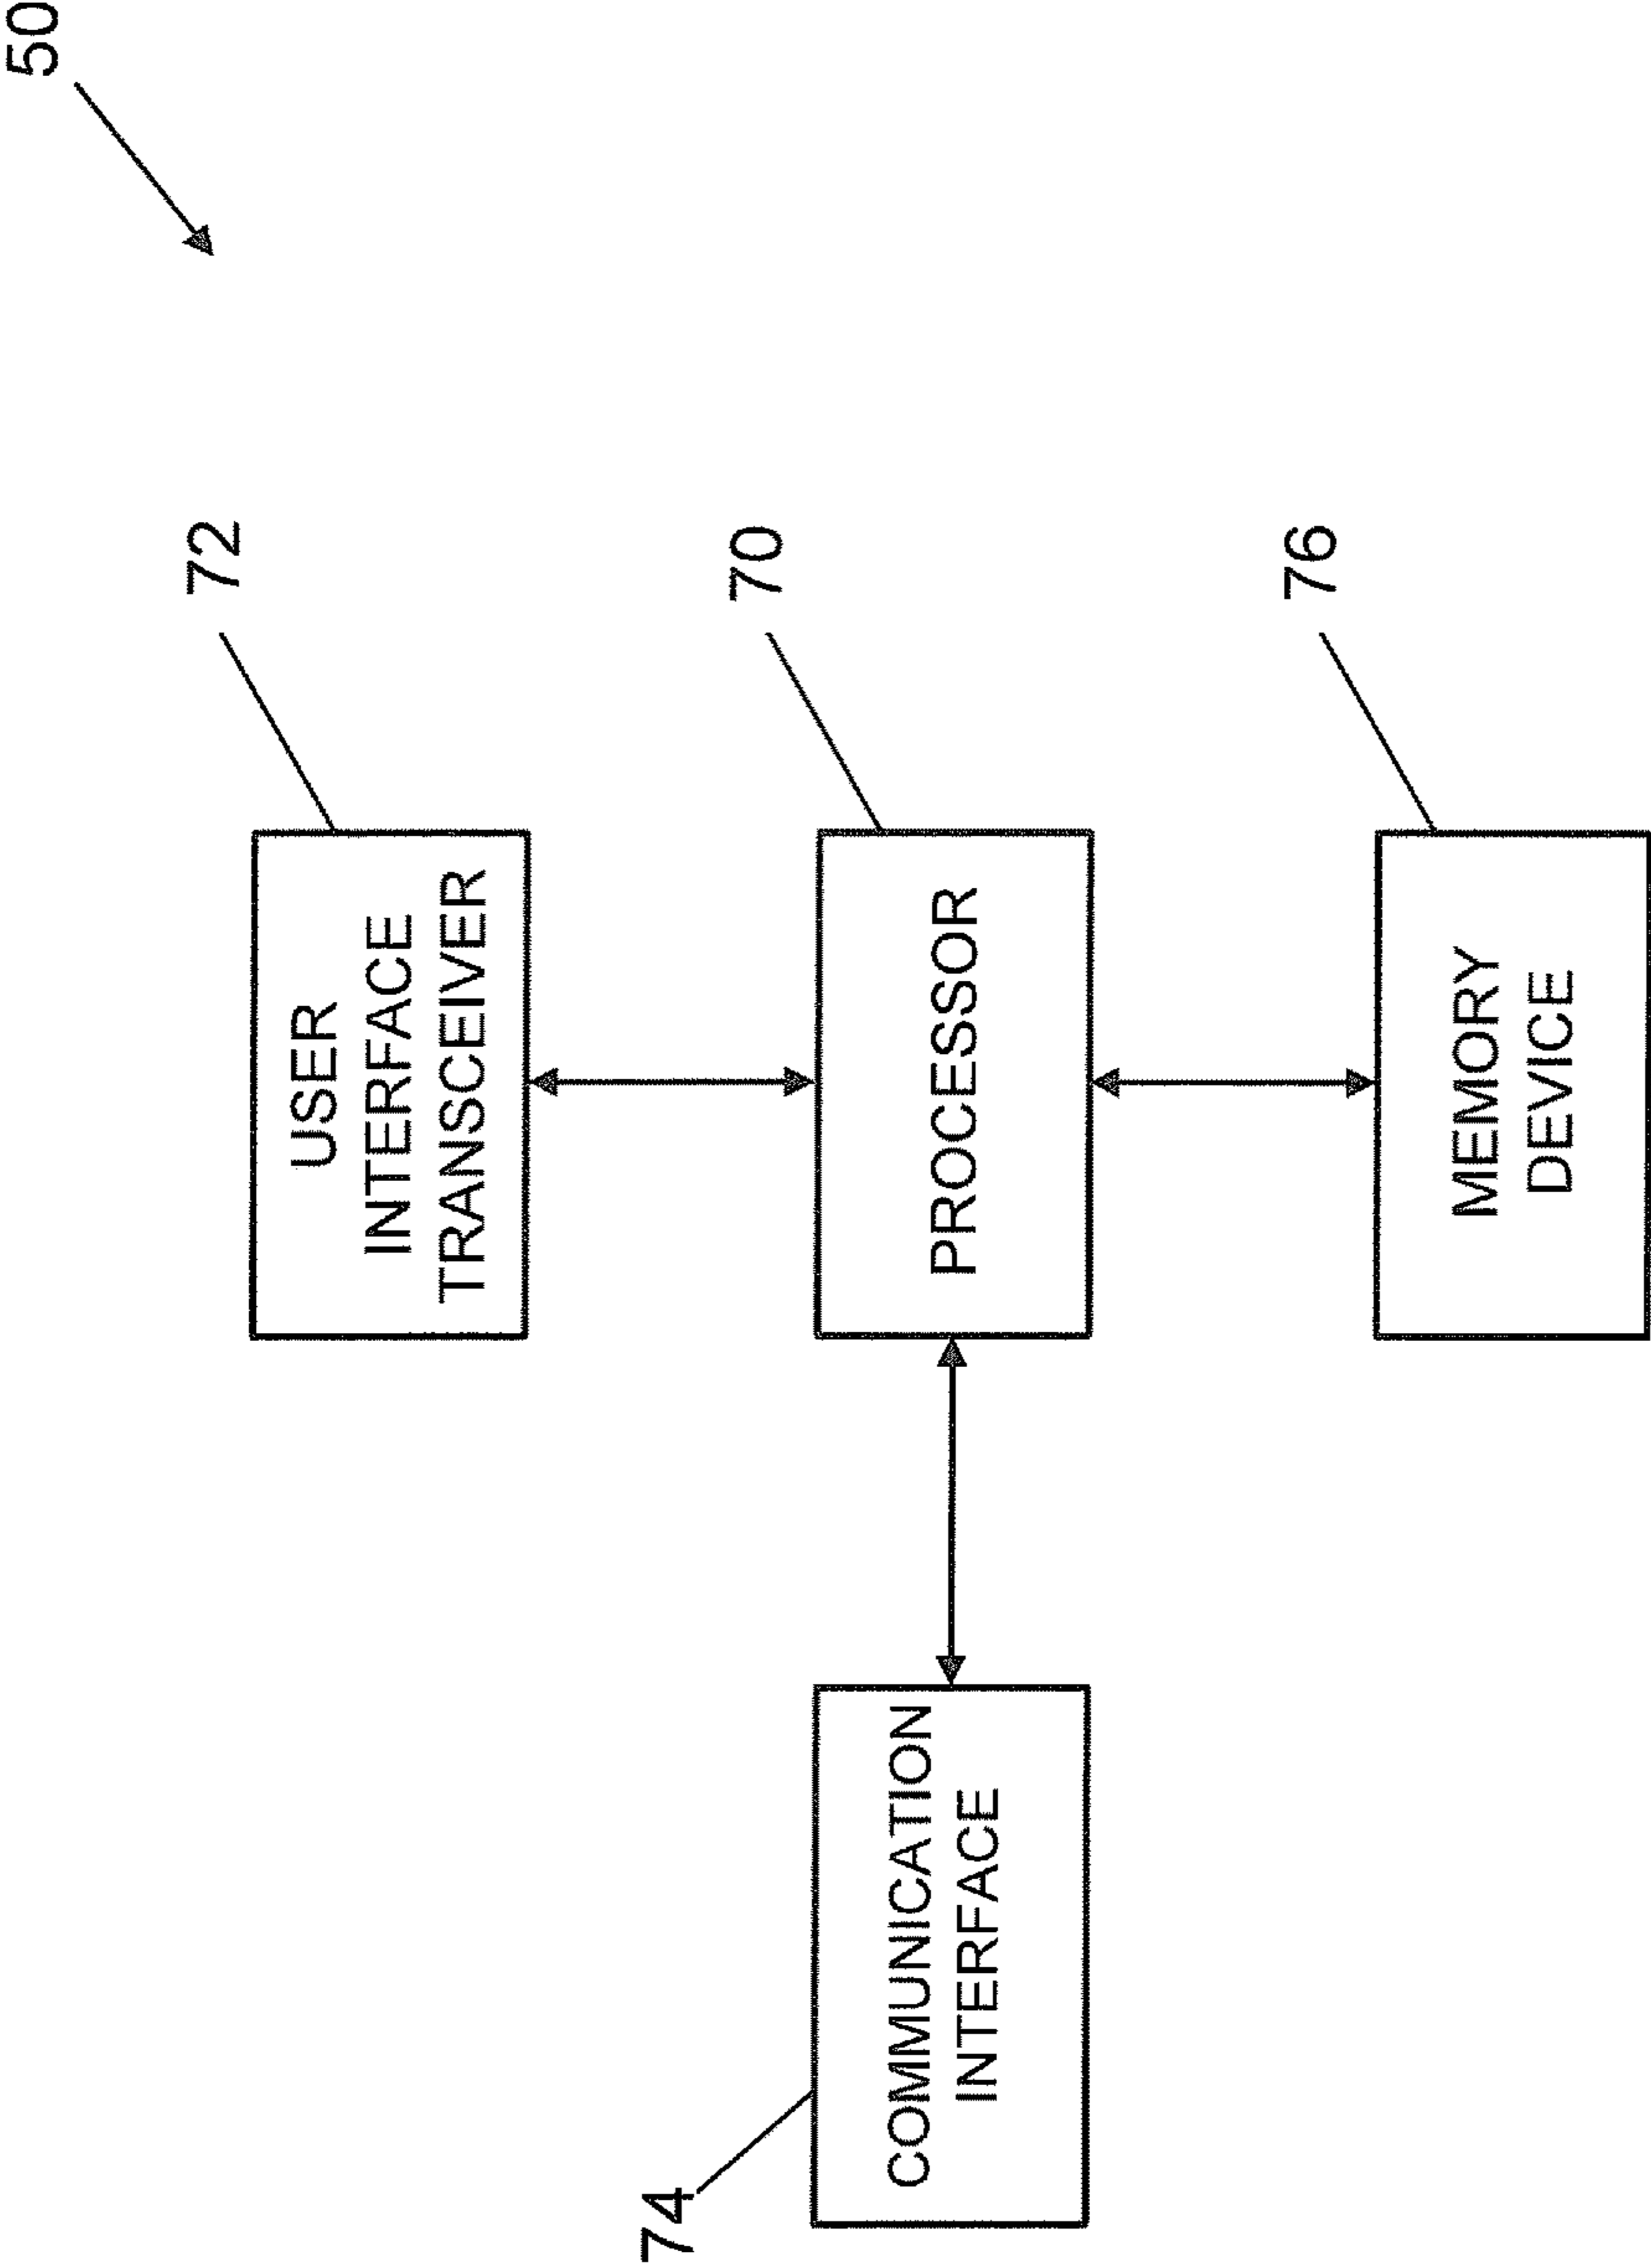 50
72
USER
INTERFACE
TRANSCEIVER
70
PROCESSOR
74
COMMUNICATION
INTERFACE
76
MEMORY
DEVICE